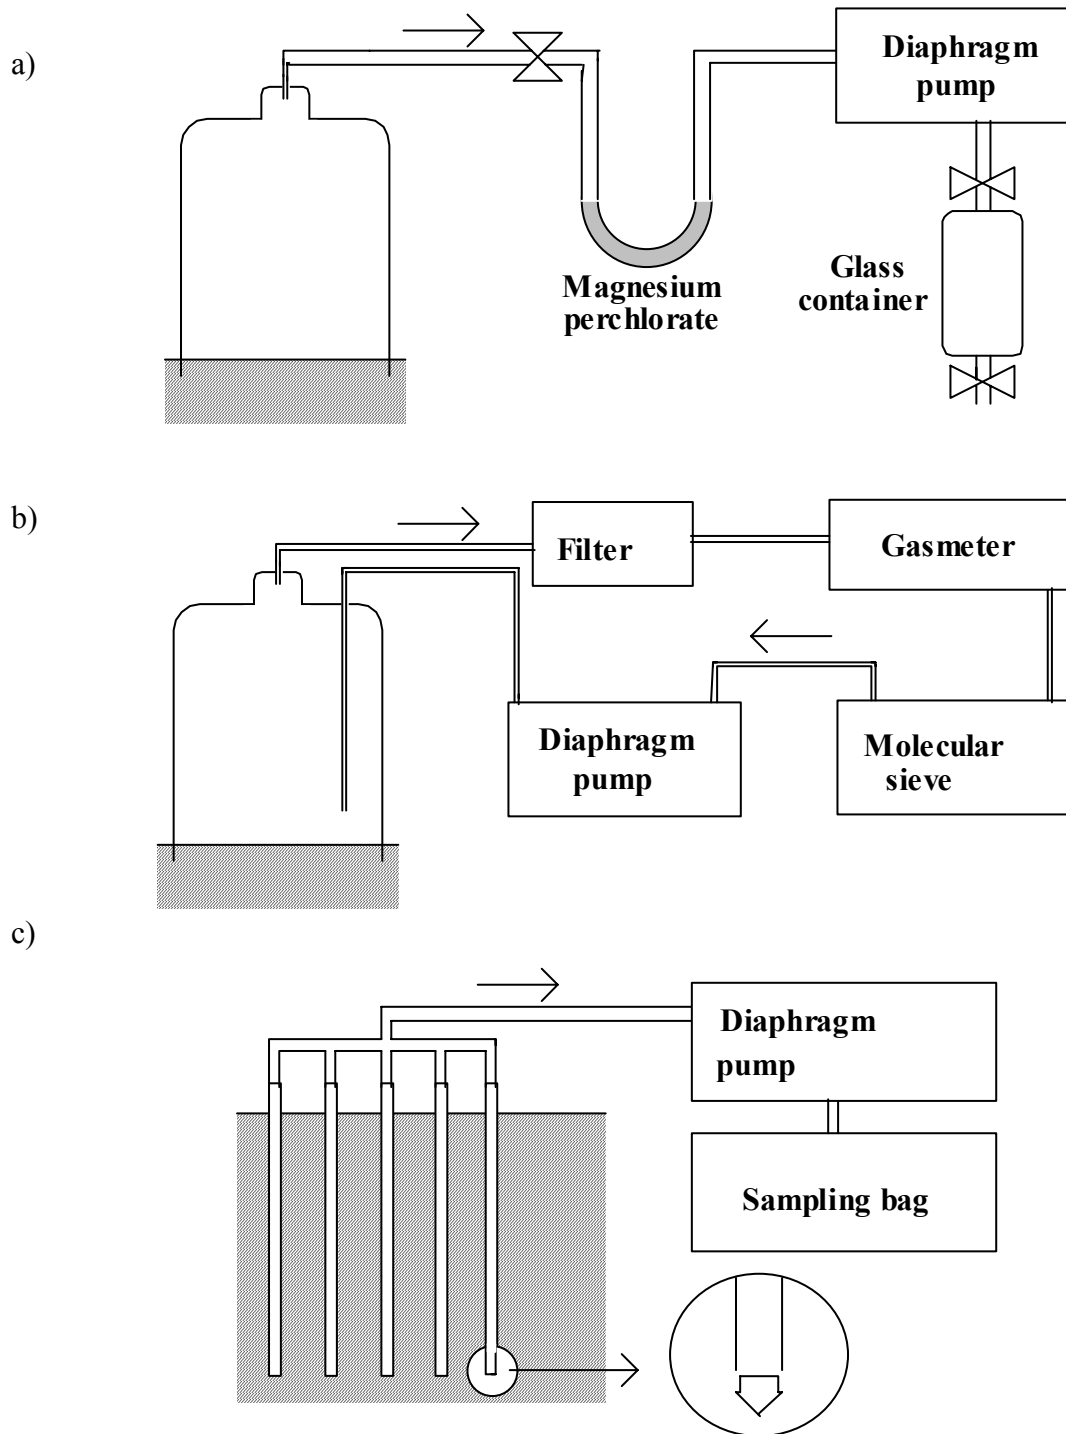 a)
Diaphragm
pump
Magnesium
perchlorate
Glass
container
b)
Filter
Gasmeter
Diaphragm
pump
Molecular
sieve
c)
Diaphragm
pump
Sampling bag